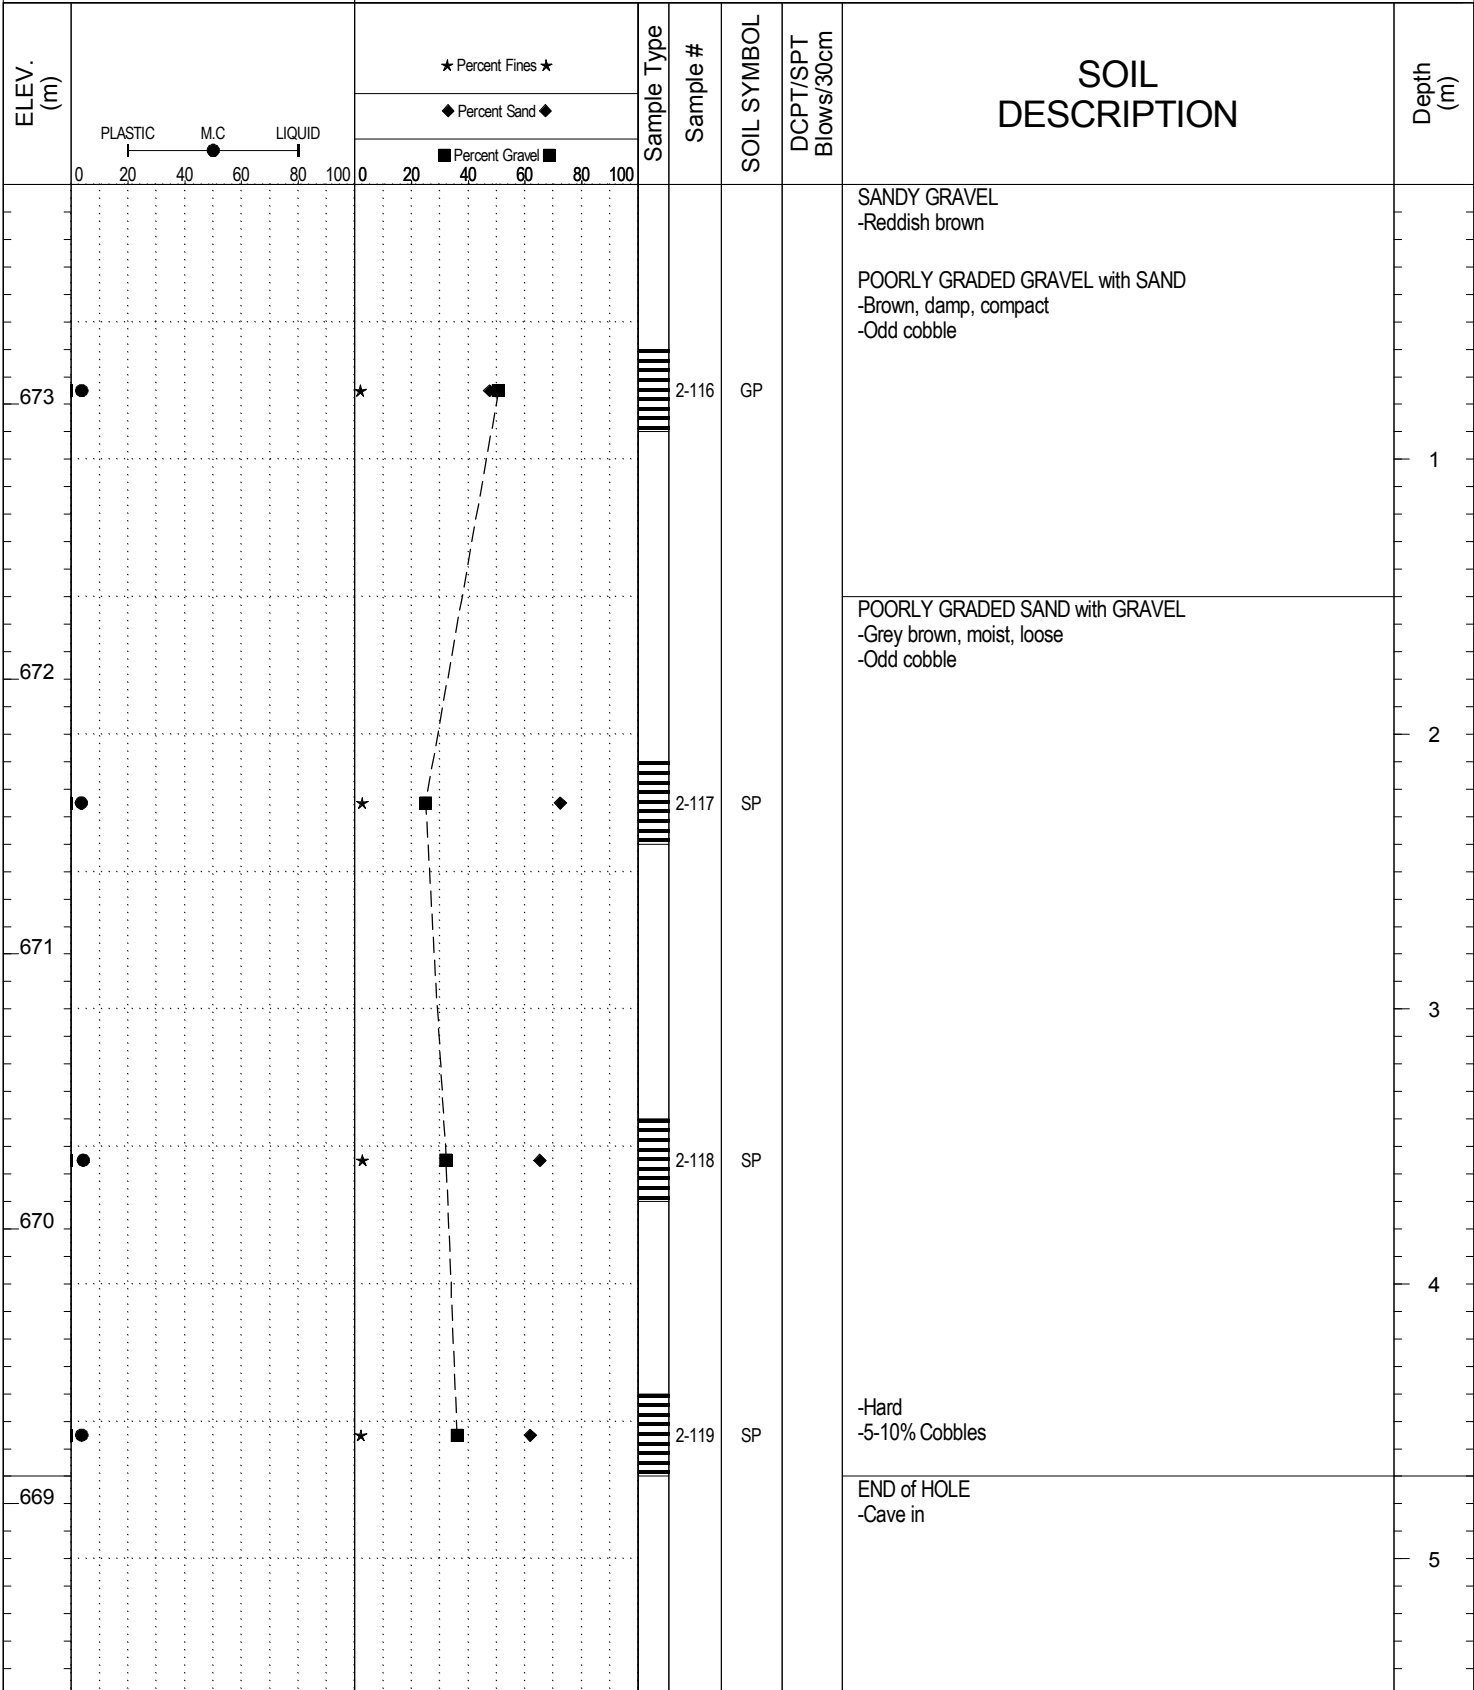 ELEV.
(m)
PLASTIC M.C LIQUID
0 20 40 60 80 100
★ Percent Fines ★
◆ Percent Sand ◆
■ Percent Gravel ■
0 20 40 60 80 100
Sample Type
Sample #
SOIL SYMBOL
DCPT/SPT
Blows/30cm
SOIL
DESCRIPTION
Depth
(m)
SANDY GRAVEL
-Reddish brown
POORLY GRADED GRAVEL with SAND
-Brown, damp, compact
-Odd cobble
673 2-116 GP
1
POORLY GRADED SAND with GRAVEL
-Grey brown, moist, loose
-Odd cobble
672
2
2-117 SP
671
3
2-118 SP
670
4
-Hard
-5-10% Cobbles
2-119 SP
669
END of HOLE
-Cave in
5